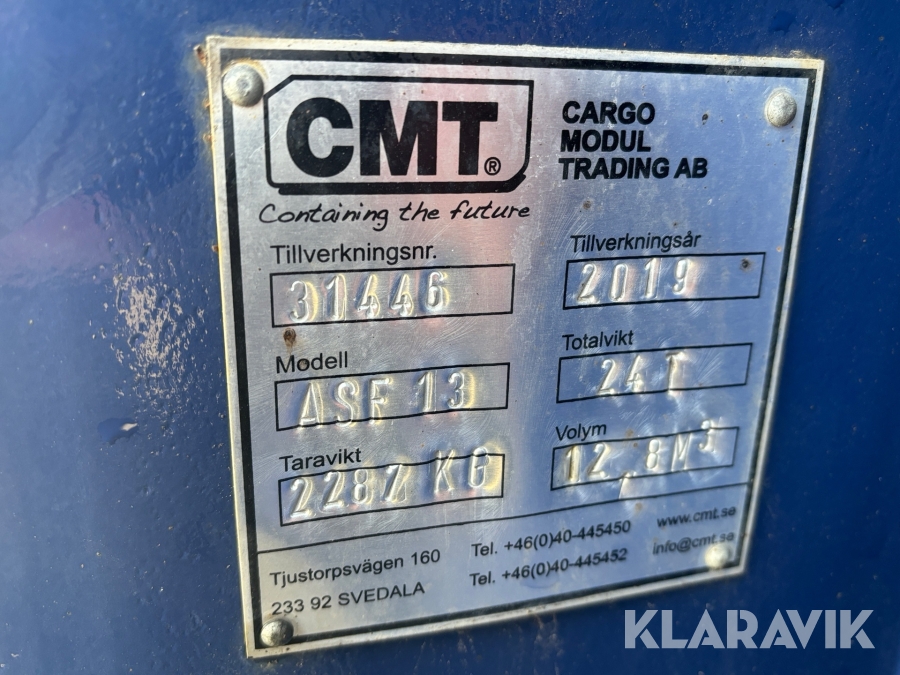 CMT®
CARGO
MODUL
TRADING AB
Containing the future
Tillverkningsnr.
31446
Tillverkningsår
2019
Modell
ASF 13
Totalvikt
24 T
Taravikt
2287 KG
Volym
12,8M³
Tjustorpsvägen 160
233 92 SVEDALA
Tel. +46(0)40-445450
Tel. +46(0)40-445452
www.cmt.se
info@cmt.se
KLARAVIK